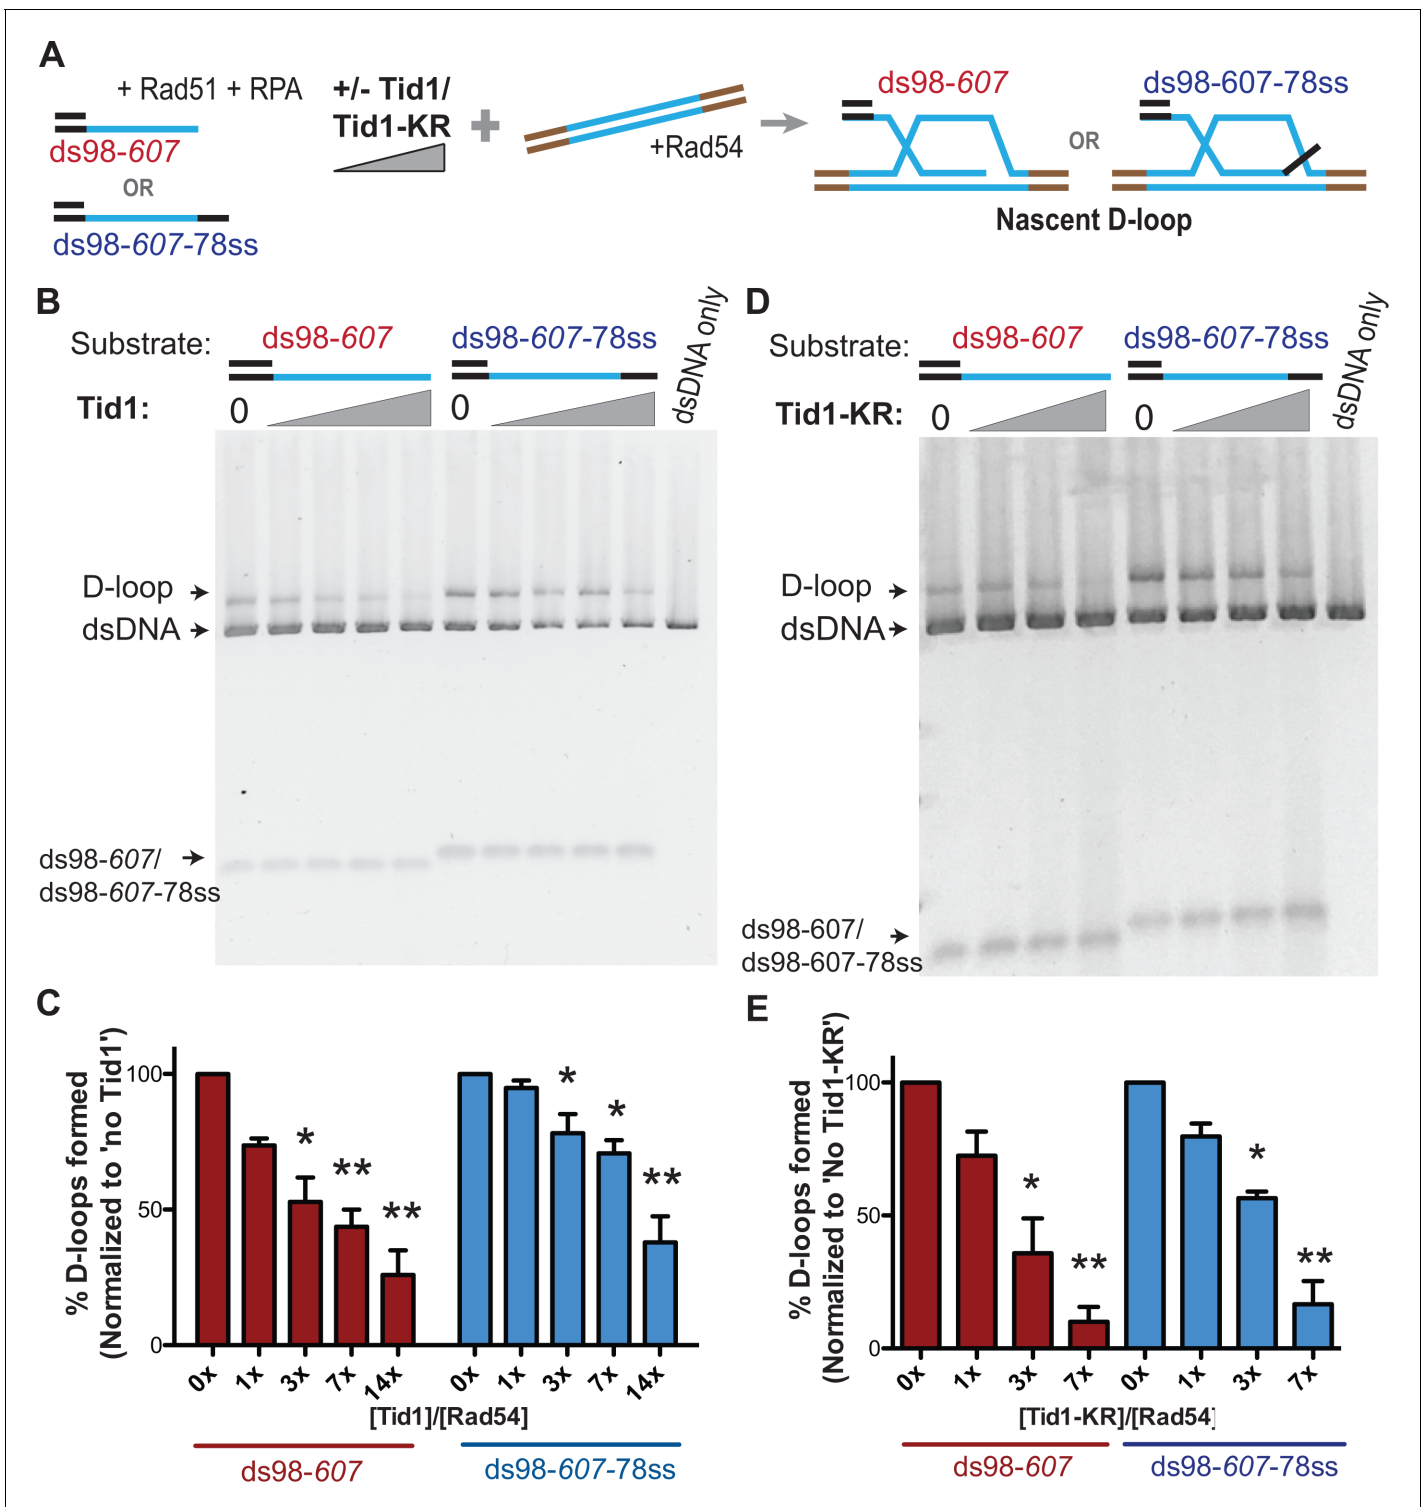 A
+ Rad51 + RPA
ds98-607
OR
ds98-607-78ss
+/- Tid1/
Tid1-KR
+Rad54
ds98-607
OR
ds98-607-78ss
Nascent D-loop
B
Substrate:
ds98-607
ds98-607-78ss
dsDNA only
Tid1:
0
0
D-loop
dsDNA
ds98-607/
ds98-607-78ss
D
Substrate:
ds98-607
ds98-607-78ss
dsDNA only
Tid1-KR:
0
0
D-loop
dsDNA
ds98-607/
ds98-607-78ss
C
% D-loops formed
(Normalized to 'no Tid1')
100
50
0
*
**
**
*
*
**
0x 1x 3x 7x 14x 0x 1x 3x 7x 14x
[Tid1]/[Rad54]
ds98-607
ds98-607-78ss
E
% D-loops formed
(Normalized to 'No Tid1-KR')
100
50
0
*
**
*
**
0x 1x 3x 7x 0x 1x 3x 7x
[Tid1-KR]/[Rad54]
ds98-607
ds98-607-78ss